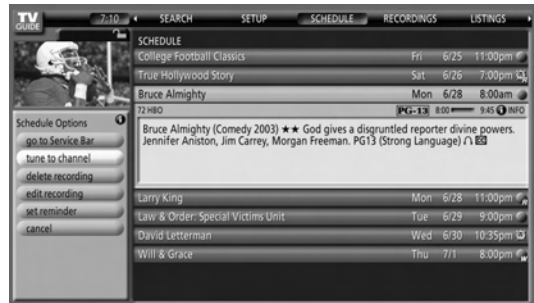 TV
GUIDE
7:10
SEARCH SETUP SCHEDULE RECORDINGS LISTINGS
SCHEDULE
College Football Classics Fri 6/25 11:00pm
True Hollywood Story Sat 6/26 7:00pm
Bruce Almighty Mon 6/28 8:00am
72 HBO PG-13 8:00 9:45 INFO
Bruce Almighty (Comedy 2003) ★★ God gives a disgruntled reporter divine powers.
Jennifer Aniston, Jim Carrey, Morgan Freeman. PG13 (Strong Language)
Schedule Options
go to Service Bar
tune to channel
delete recording
edit recording
set reminder
cancel
Larry King Mon 6/28 11:00pm
Law & Order: Special Victims Unit Tue 6/29 9:00pm
David Letterman Wed 6/30 10:35pm
Will & Grace Thu 7/1 8:00pm